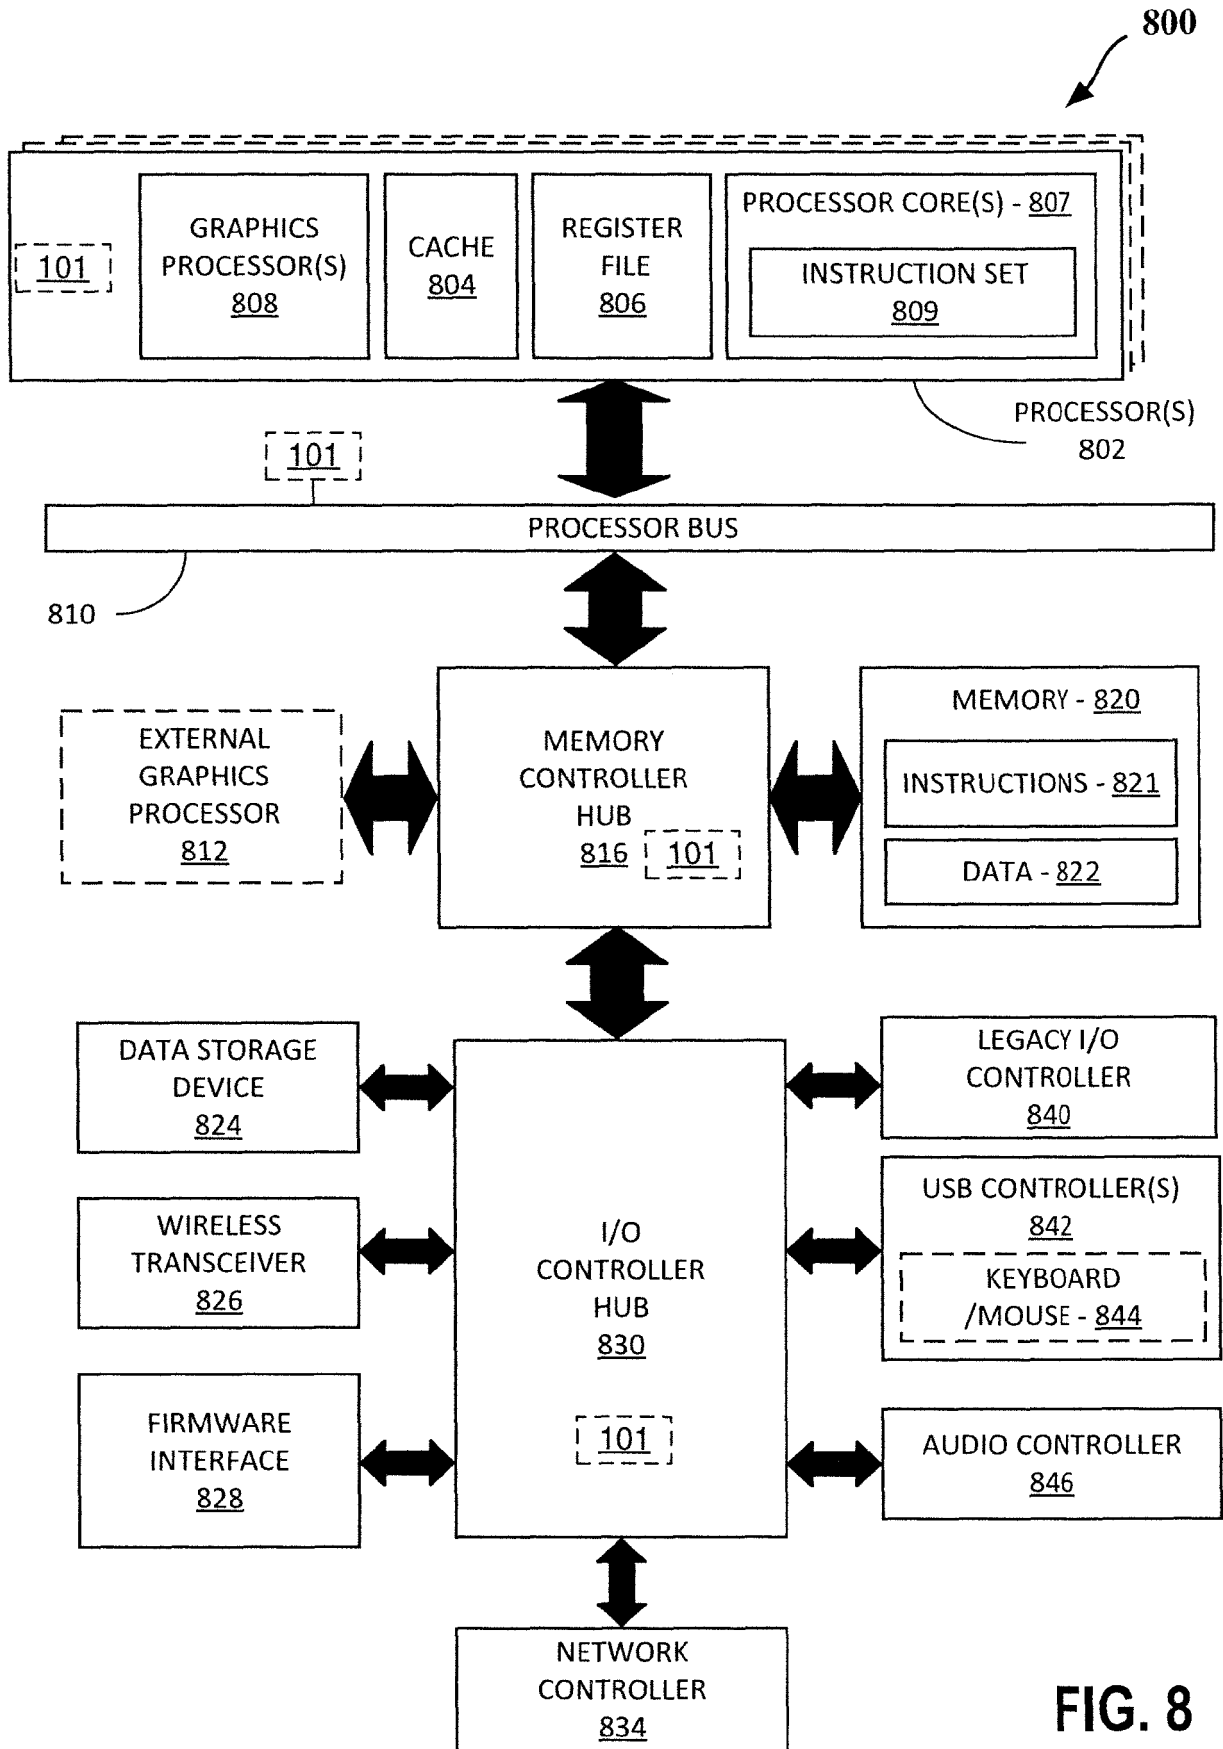 800
101
GRAPHICS
PROCESSOR(S)
808
CACHE
804
REGISTER
FILE
806
PROCESSOR CORE(S) - 807
INSTRUCTION SET
809
PROCESSOR(S)
802
101
PROCESSOR BUS
810
EXTERNAL
GRAPHICS
PROCESSOR
812
MEMORY
CONTROLLER
HUB
816
101
MEMORY - 820
INSTRUCTIONS - 821
DATA - 822
DATA STORAGE
DEVICE
824
WIRELESS
TRANSCEIVER
826
FIRMWARE
INTERFACE
828
I/O
CONTROLLER
HUB
830
101
LEGACY I/O
CONTROLLER
840
USB CONTROLLER(S)
842
KEYBOARD
/MOUSE - 844
AUDIO CONTROLLER
846
NETWORK
CONTROLLER
834
FIG. 8